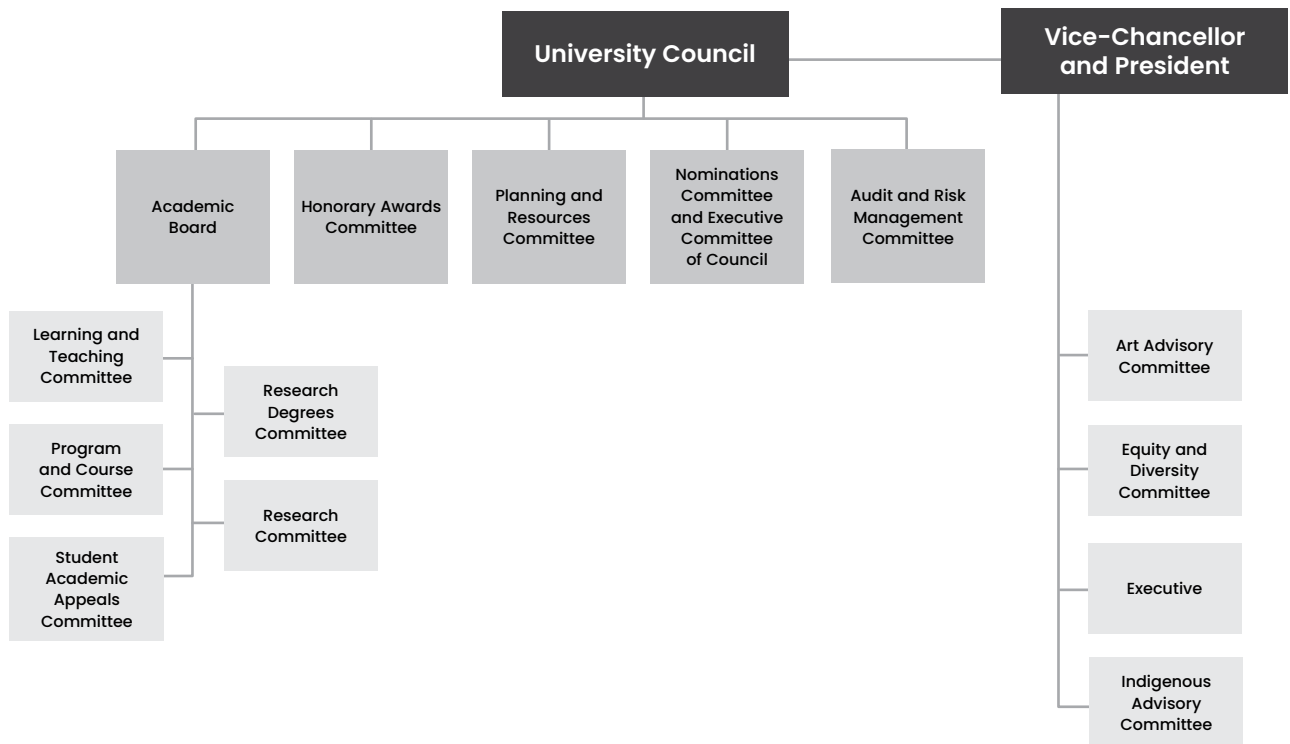 University Council
Vice-Chancellor
and President
Academic
Board
Honorary Awards
Committee
Planning and
Resources
Committee
Nominations
Committee
and Executive
Committee
of Council
Audit and Risk
Management
Committee
Learning and
Teaching
Committee
Program
and Course
Committee
Student
Academic
Appeals
Committee
Research
Degrees
Committee
Research
Committee
Art Advisory
Committee
Equity and
Diversity
Committee
Executive
Indigenous
Advisory
Committee